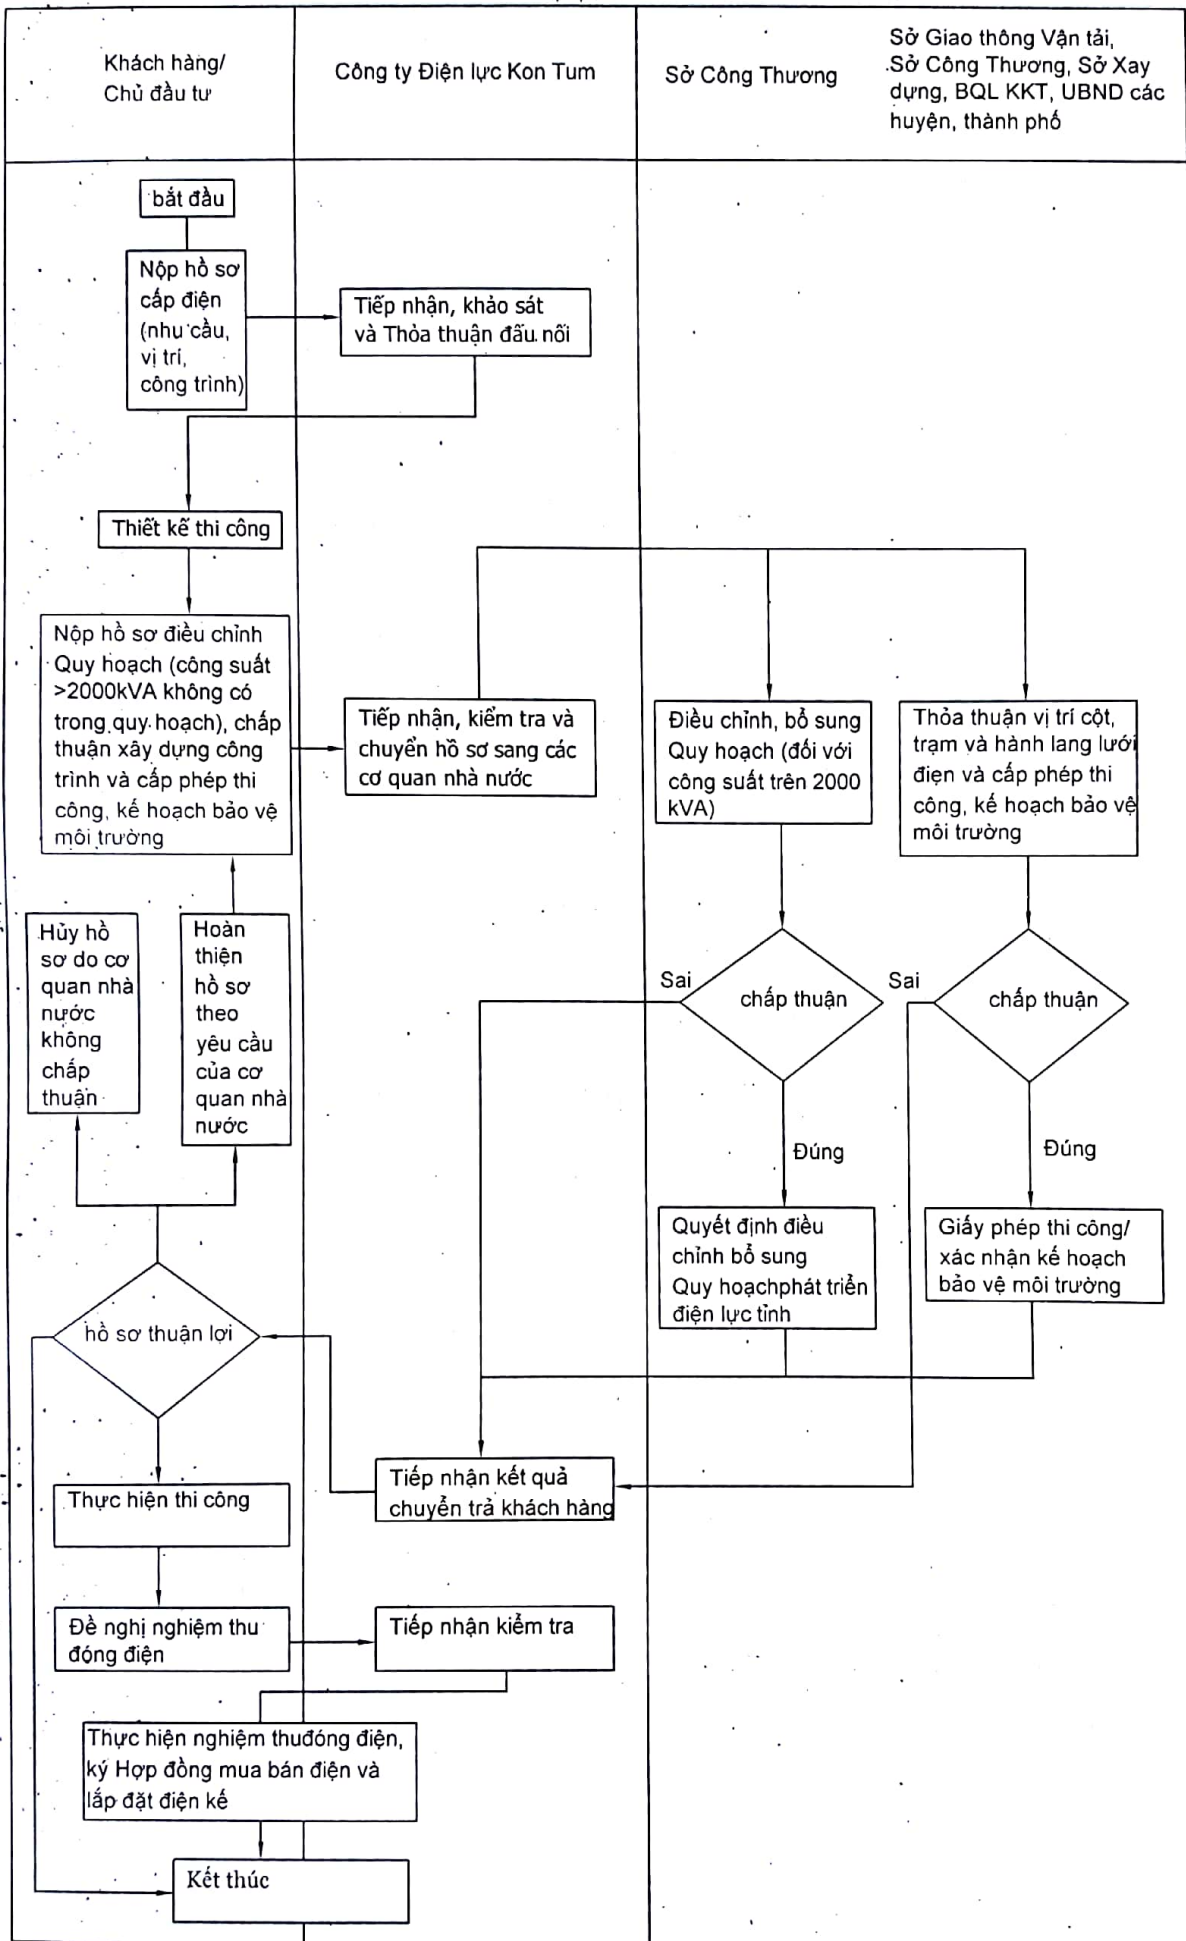 Khách hàng/
Chủ đầu tư
Công ty Điện lực Kon Tum
Sở Công Thương
Sở Giao thông Vận tải,
Sở Công Thương, Sở Xay
dựng, BQL KKT, UBND các
huyện, thành phố
bắt đầu
Nộp hồ sơ
cấp điện
(nhu cầu,
vị trí,
công trình)
Tiếp nhận, khảo sát
và Thỏa thuận đấu nối
Thiết kế thi công
Nộp hồ sơ điều chỉnh
Quy hoạch (công suất
>2000kVA không có
trong quy hoạch), chấp
thuận xây dựng công
trình và cấp phép thi
công, kế hoạch bảo vệ
môi trường
Tiếp nhận, kiểm tra và
chuyển hồ sơ sang các
cơ quan nhà nước
Điều chỉnh, bổ sung
Quy hoạch (đối với
công suất trên 2000
kVA)
Thỏa thuận vị trí cột,
trạm và hành lang lưới
điẹn và cấp phép thi
công, kế hoạch bảo vệ
môi trường
Hủy hồ
sơ do cơ
quan nhà
nước
không
chấp
thuận
Hoàn
thiện
hồ sơ
theo
yêu cầu
của cơ
quan nhà
nước
Sai
chấp thuận
Sai
chấp thuận
Đúng
Đúng
Quyết định điều
chỉnh bổ sung
Quy hoạchphát triển
điện lực tỉnh
Giấy phép thi công/
xác nhận kế hoạch
bảo vệ môi trường
hồ sơ thuận lợi
Tiếp nhận kết quả
chuyển trả khách hàng
Thực hiện thi công
Đề nghị nghiệm thu
đóng điện
Tiếp nhận kiểm tra
Thực hiện nghiệm thuđóng điện,
ký Hợp đồng mua bán điện và
lắp đặt điện kế
Kết thúc